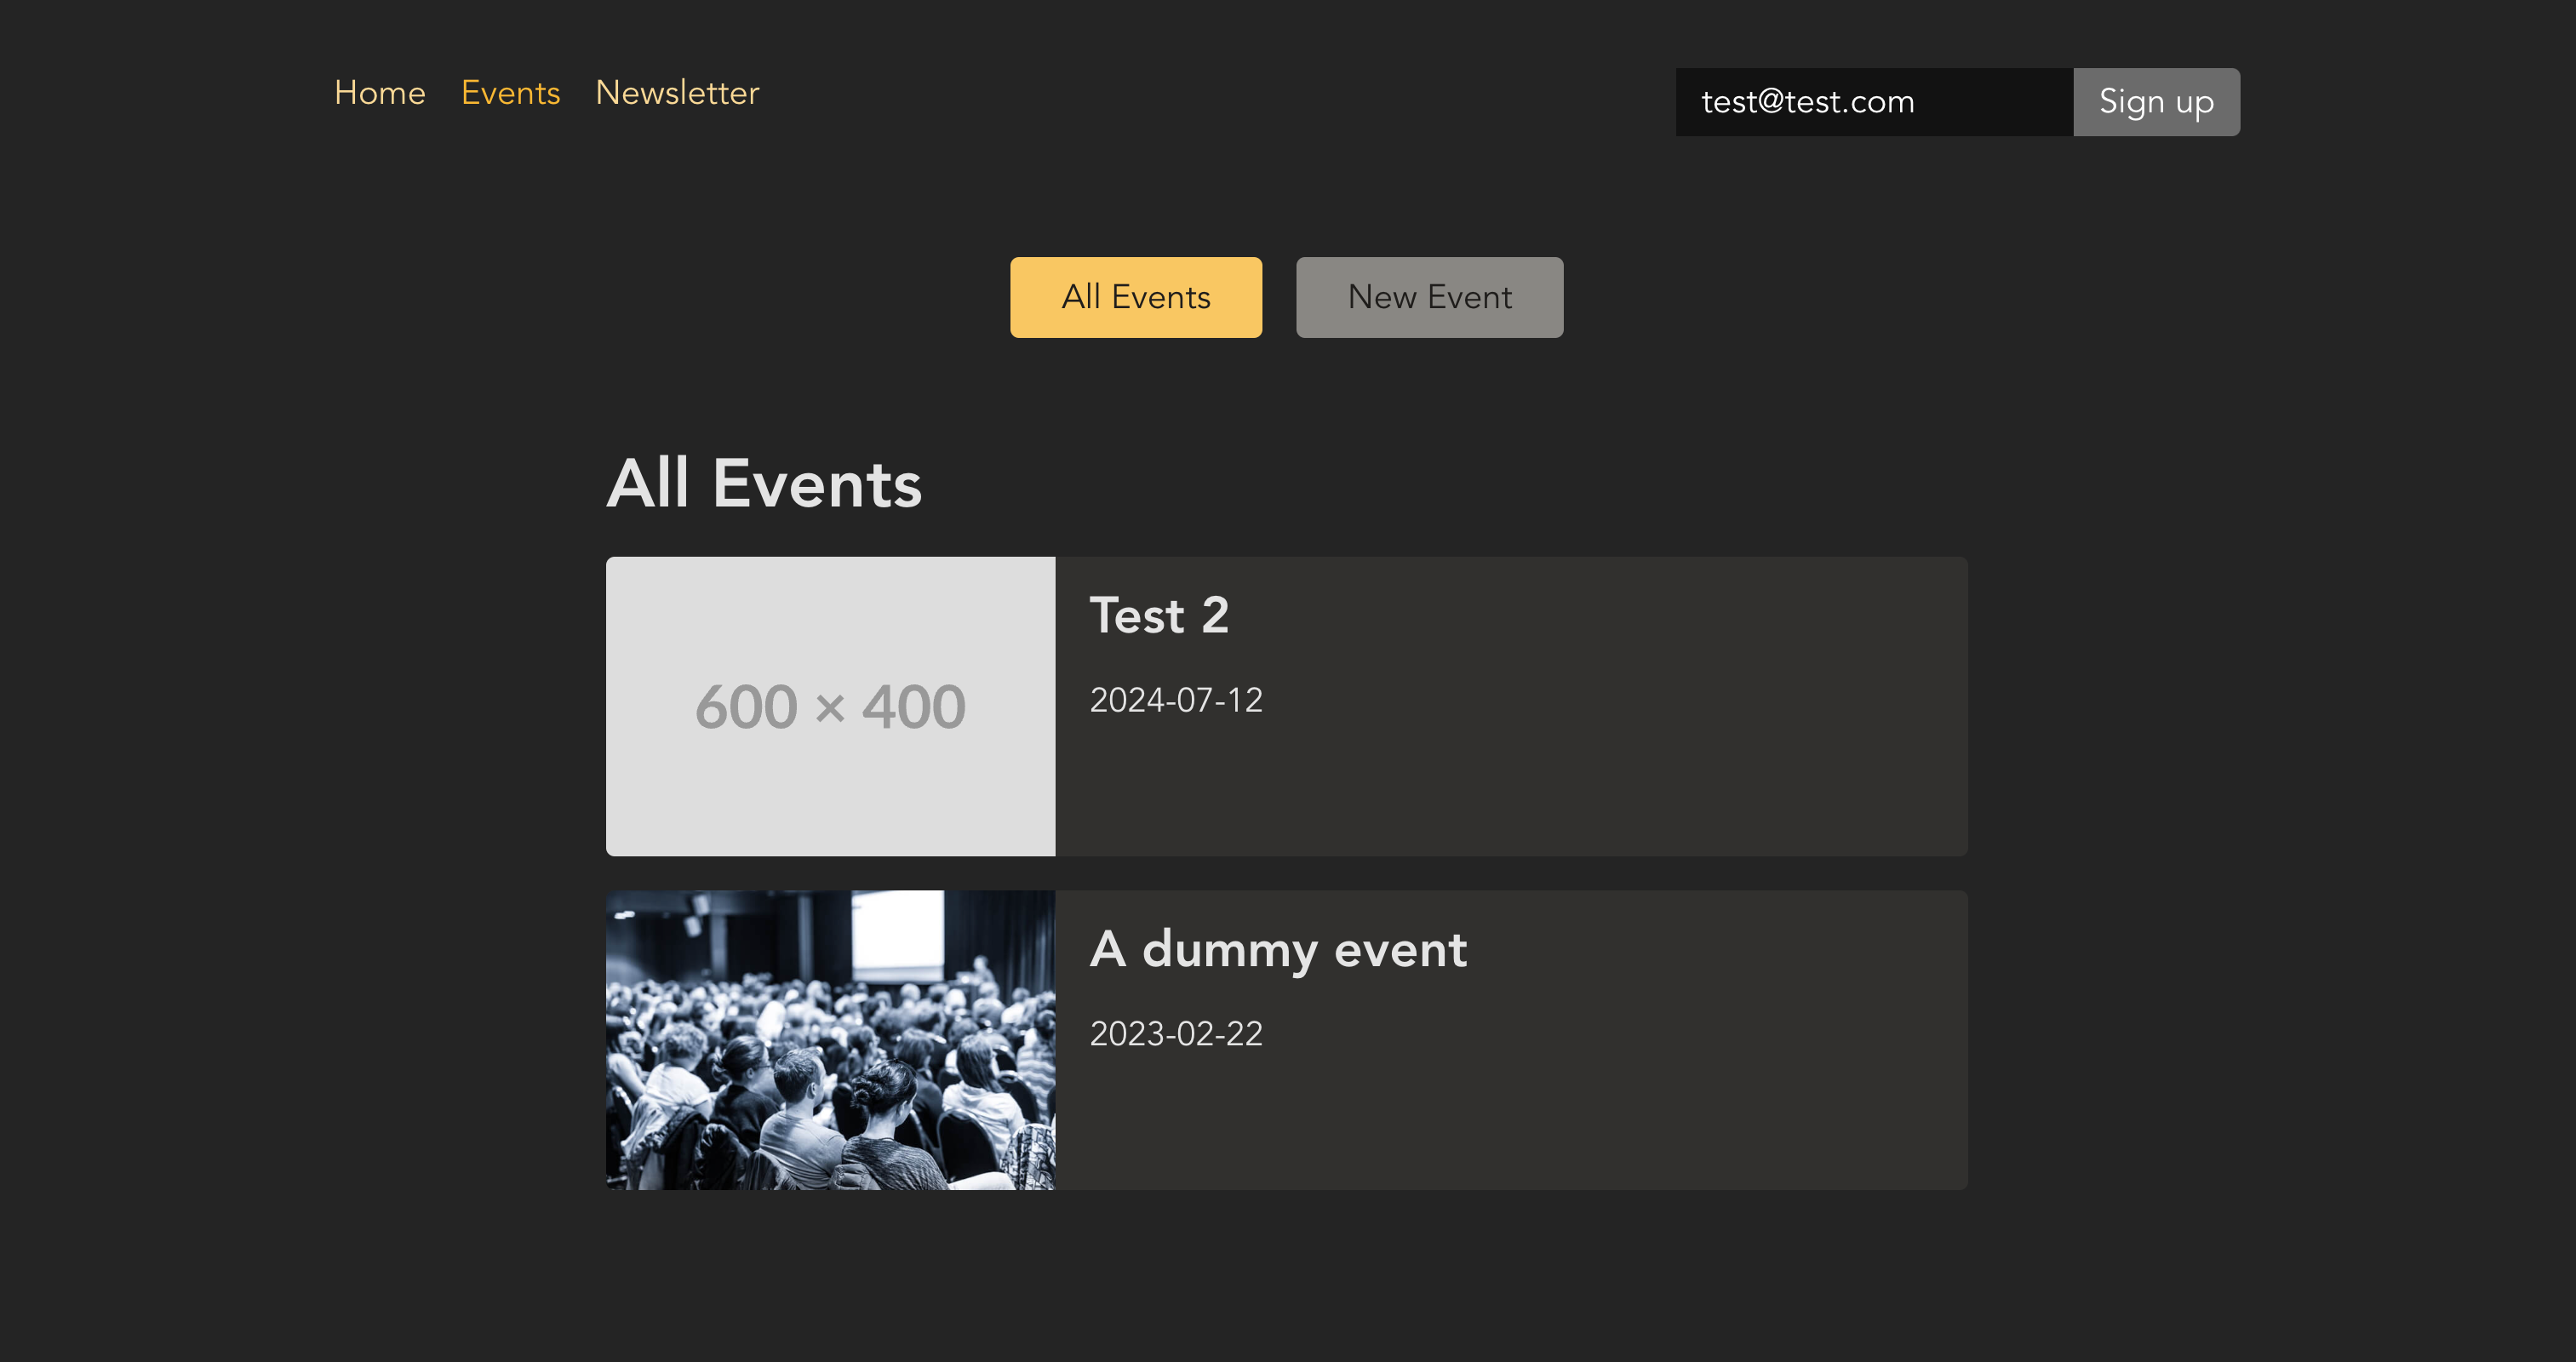 Home Events Newsletter
test@test.com Sign up
All Events New Event
All Events
600 × 400
Test 2
2024-07-12
A dummy event
2023-02-22